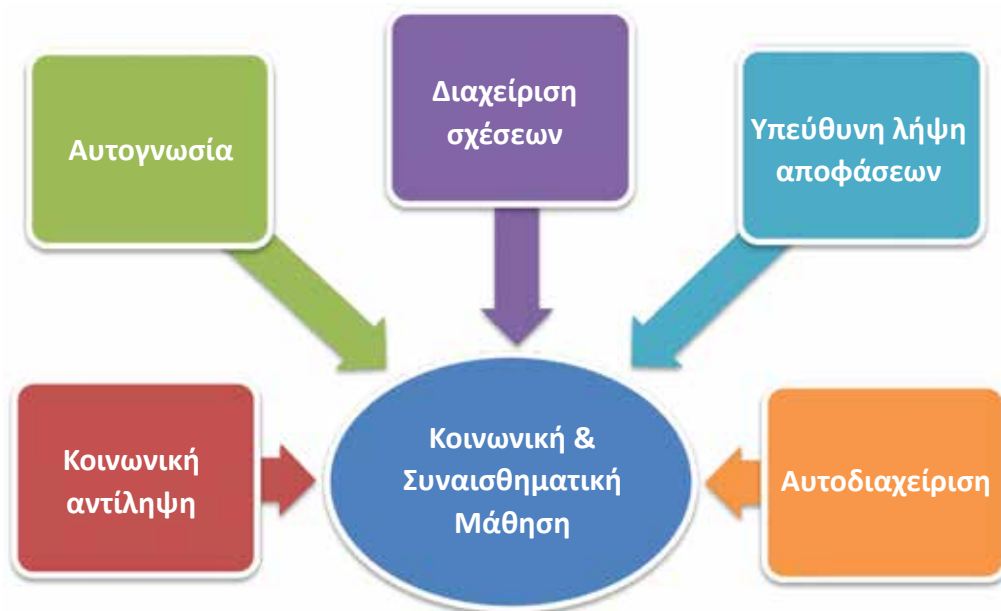 Αυτογνωσία
Διαχείριση
σχέσεων
Υπεύθυνη λήψη
αποφάσεων
Κοινωνική
αντίληψη
Κοινωνική &
Συναισθηματική
Μάθηση
Αυτοδιαχείριση